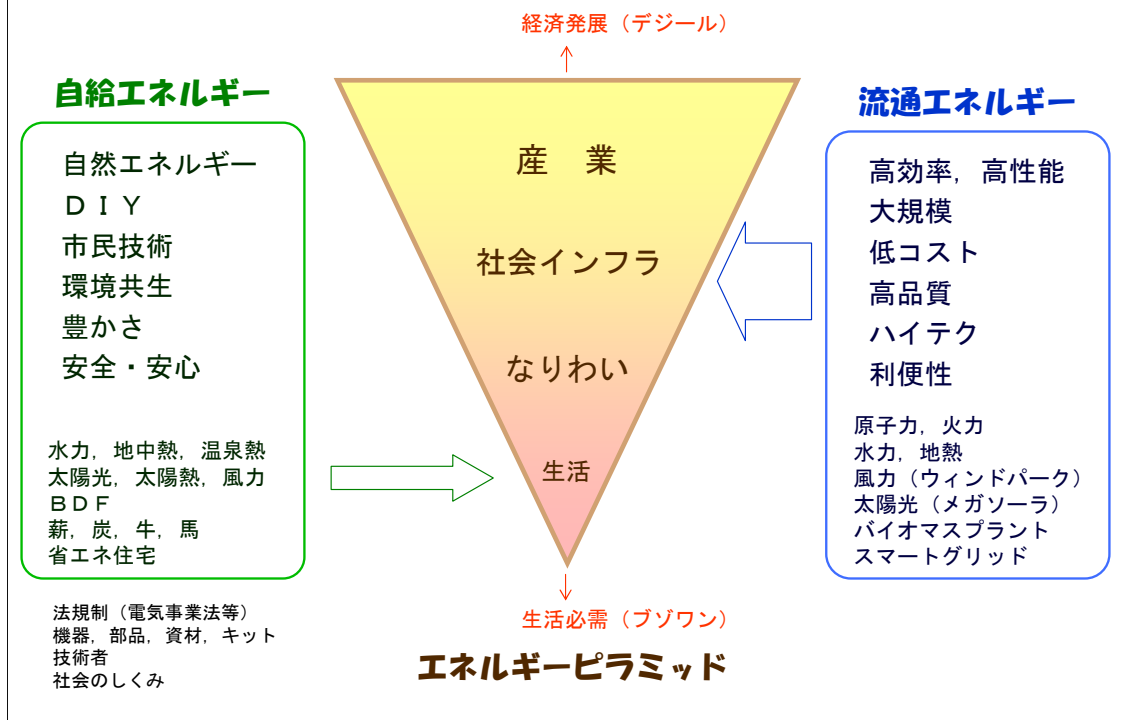 経済発展（デジール）
自給エネルギー
自然エネルギー
ＤＩＹ
市民技術
環境共生
豊かさ
安全・安心
水力，地中熱，温泉熱
太陽光，太陽熱，風力
ＢＤＦ
薪，炭，牛，馬
省エネ住宅
法規制（電気事業法等）
機器，部品，資材，キット
技術者
社会のしくみ
産　業
社会インフラ
なりわい
生活
生活必需（ブゾワン）
エネルギーピラミッド
流通エネルギー
高効率，高性能
大規模
低コスト
高品質
ハイテク
利便性
原子力，火力
水力，地熱
風力（ウィンドパーク）
太陽光（メガソーラ）
バイオマスプラント
スマートグリッド